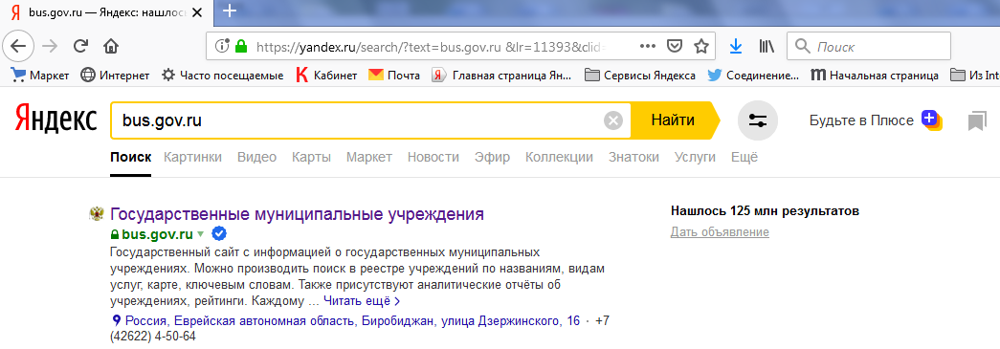 bus.gov.ru — Яндекс: нашлось
https://yandex.ru/search/?text=bus.gov.ru &lr=11393&clid=
Поиск
Маркет Интернет Часто посещаемые Кабинет Почта Главная страница Ян... Сервисы Яндекса Соединение... Начальная страница Из Int
Яндекс bus.gov.ru Найти Будьте в Плюсе
Поиск Картинки Видео Карты Маркет Новости Эфир Коллекции Знатоки Услуги Ещё
Государственные муниципальные учреждения
bus.gov.ru
Государственный сайт с информацией о государственных муниципальных
учреждениях. Можно производить поиск в реестре учреждений по названиям, видам
услуг, карте, ключевым словам. Также присутствуют аналитические отчёты об
учреждениях, рейтинги. Каждому ... Читать ещё >
Россия, Еврейская автономная область, Биробиджан, улица Дзержинского, 16 · +7
(42622) 4-50-64
Нашлось 125 млн результатов
Дать объявление